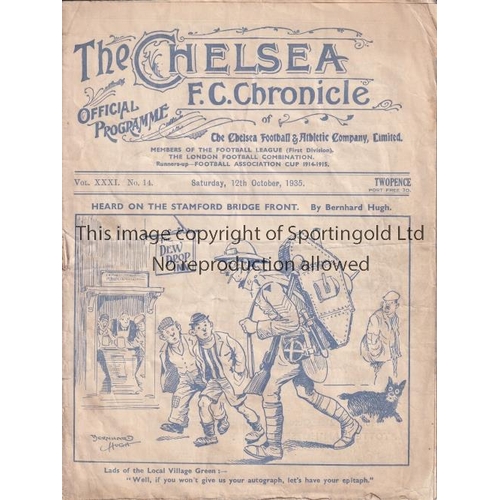 The CHELSEA
F.C. Chronicle
OFFICIAL
PROGRAMME
of
The Chelsea Football & Athletic Company, Limited.
MEMBERS OF THE FOOTBALL LEAGUE (First Division),
THE LONDON FOOTBALL COMBINATION.
Runners-up—FOOTBALL ASSOCIATION CUP 1914-1915.
VOL. XXXI. No. 14. Saturday, 12th October, 1935. TWOPENCE
POST FREE 3D.
HEARD ON THE STAMFORD BRIDGE FRONT. By Bernhard Hugh.
This image copyright of Sportingold Ltd
No reproduction allowed
DEW
DROP
INN
BERNHARD
HUGH
Lads of the Local Village Green :—
"Well, if you won't give us your autograph, let's have your epitaph."